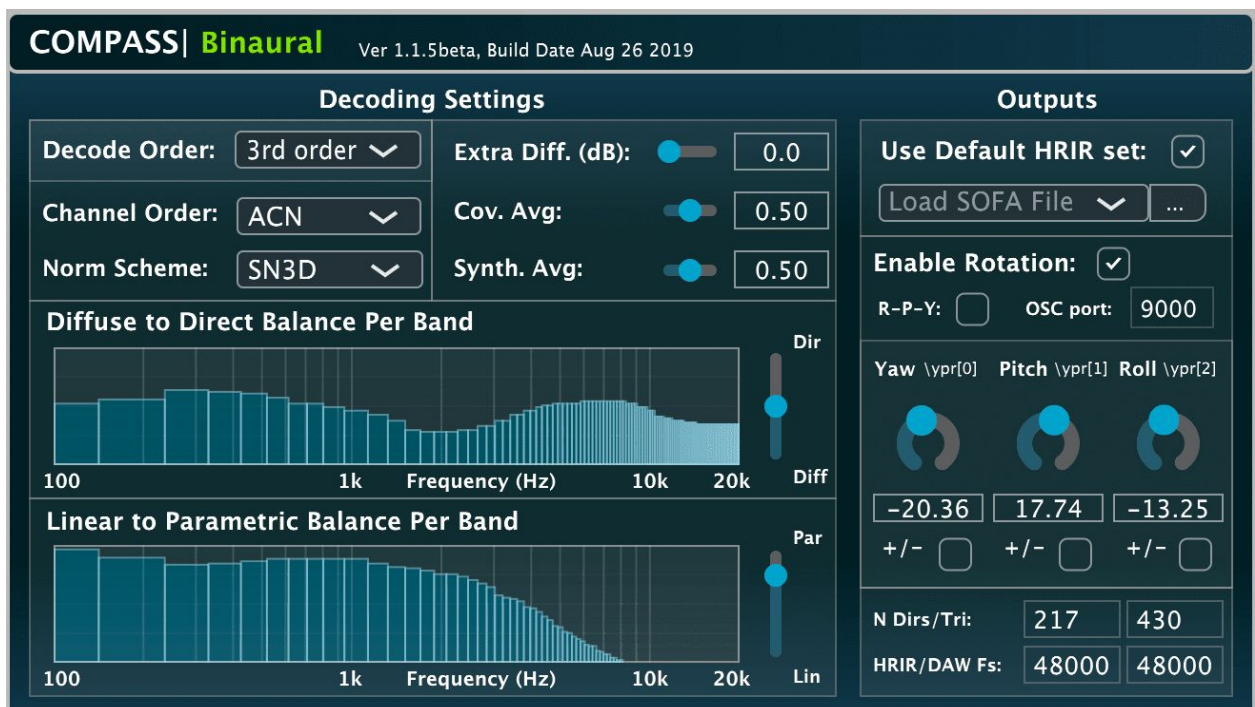 COMPASS| Binaural Ver 1.1.5beta, Build Date Aug 26 2019
Decoding Settings
Decode Order: 3rd order
Channel Order: ACN
Norm Scheme: SN3D
Extra Diff. (dB): 0.0
Cov. Avg: 0.50
Synth. Avg: 0.50
Diffuse to Direct Balance Per Band
Dir
Diff
100 1k Frequency (Hz) 10k 20k
Linear to Parametric Balance Per Band
Par
Lin
100 1k Frequency (Hz) 10k 20k
Outputs
Use Default HRIR set:
Load SOFA File ...
Enable Rotation:
R-P-Y: OSC port: 9000
Yaw \ypr[0] Pitch \ypr[1] Roll \ypr[2]
-20.36 17.74 -13.25
+/- +/- +/-
N Dirs/Tri: 217 430
HRIR/DAW Fs: 48000 48000